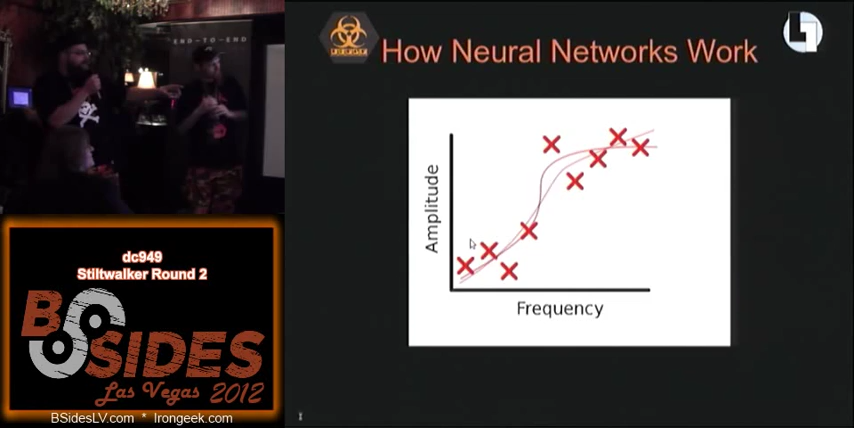 END-TO-END
How Neural Networks Work
Amplitude
Frequency
dc949
Stiltwalker Round 2
BSIDES
Las Vegas 2012
BSidesLV.com * Irongeek.com